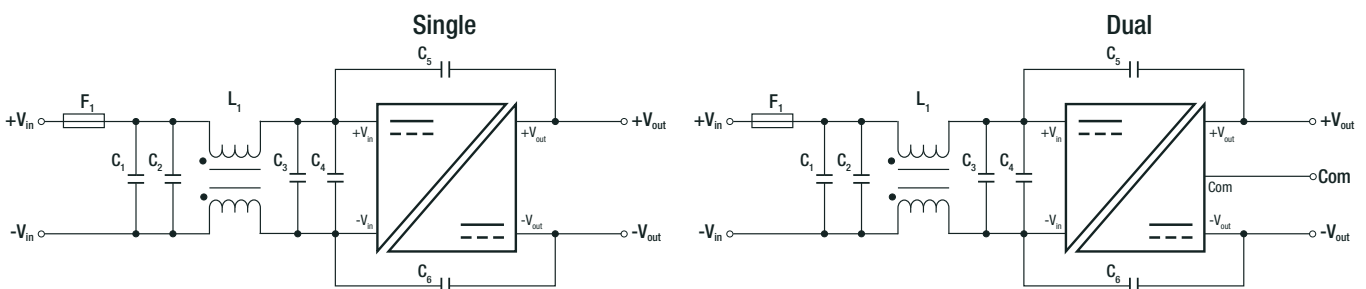 Single
C₅
F₁
L₁
+Vin
+Vout
+Vin
+Vout
C₁
C₂
C₃
C₄
-Vin
-Vout
-Vin
-Vout
C₆
Dual
C₅
F₁
L₁
+Vin
+Vout
+Vin
+Vout
C₁
C₂
C₃
C₄
Com
Com
-Vin
-Vout
-Vin
-Vout
C₆